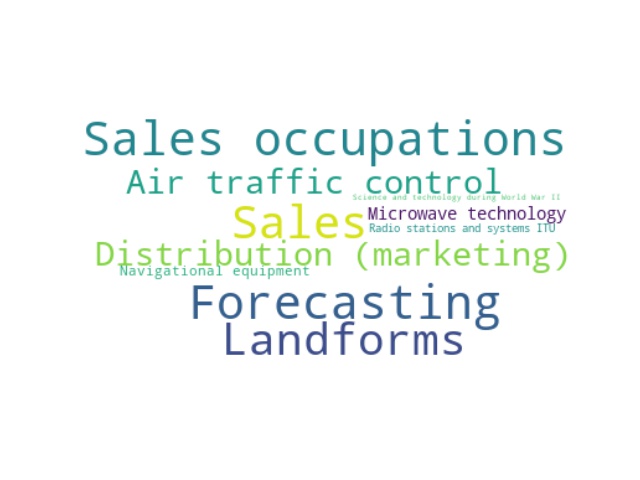 Sales occupations
Air traffic control
Science and technology during World War II
Sales
Microwave technology
Radio stations and systems ITU
Distribution (marketing)
Navigational equipment
Forecasting
Landforms